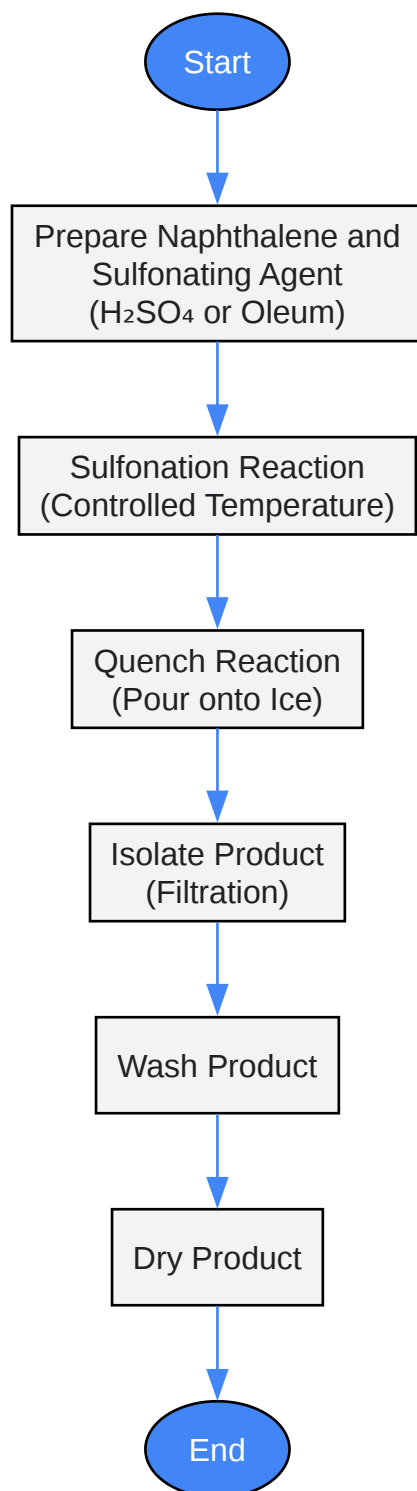 Start
Prepare Naphthalene and
Sulfonating Agent
(H₂SO₄ or Oleum)
Sulfonation Reaction
(Controlled Temperature)
Quench Reaction
(Pour onto Ice)
Isolate Product
(Filtration)
Wash Product
Dry Product
End